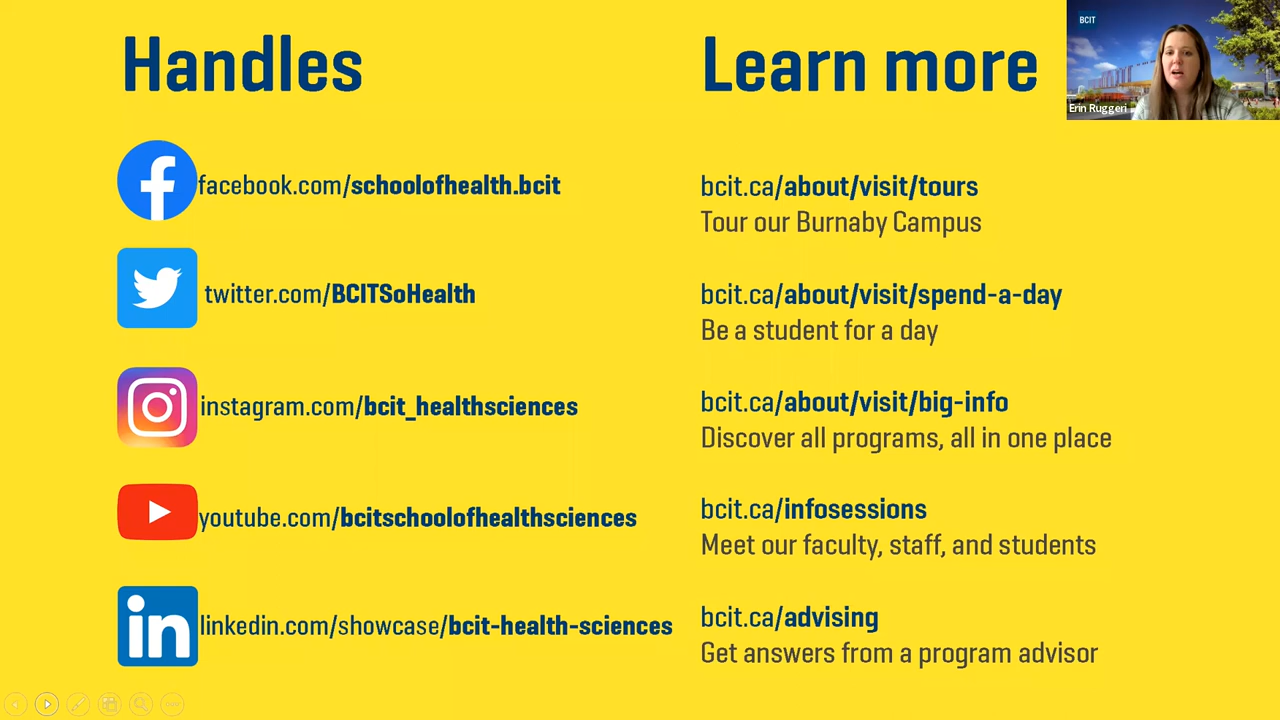 Handles
facebook.com/schoolofhealth.bcit
twitter.com/BCITSoHealth
instagram.com/bcit_healthsciences
youtube.com/bcitschoolofhealthsciences
in
linkedin.com/showcase/bcit-health-sciences
Learn more
bcit.ca/about/visit/tours
Tour our Burnaby Campus
bcit.ca/about/visit/spend-a-day
Be a student for a day
bcit.ca/about/visit/big-info
Discover all programs, all in one place
bcit.ca/infosessions
Meet our faculty, staff, and students
bcit.ca/advising
Get answers from a program advisor
BCIT
Erin Ruggeri